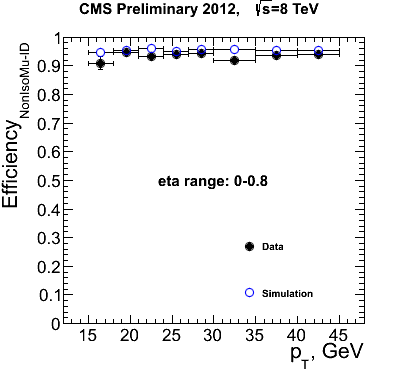 CMS Preliminary 2012, √s=8 TeV
Efficiency NonIsoMu-ID
1
0.9
0.8
0.7
0.6
0.5
0.4
0.3
0.2
0.1
0
eta range: 0-0.8
Data
Simulation
15 20 25 30 35 40 45
p_T, GeV